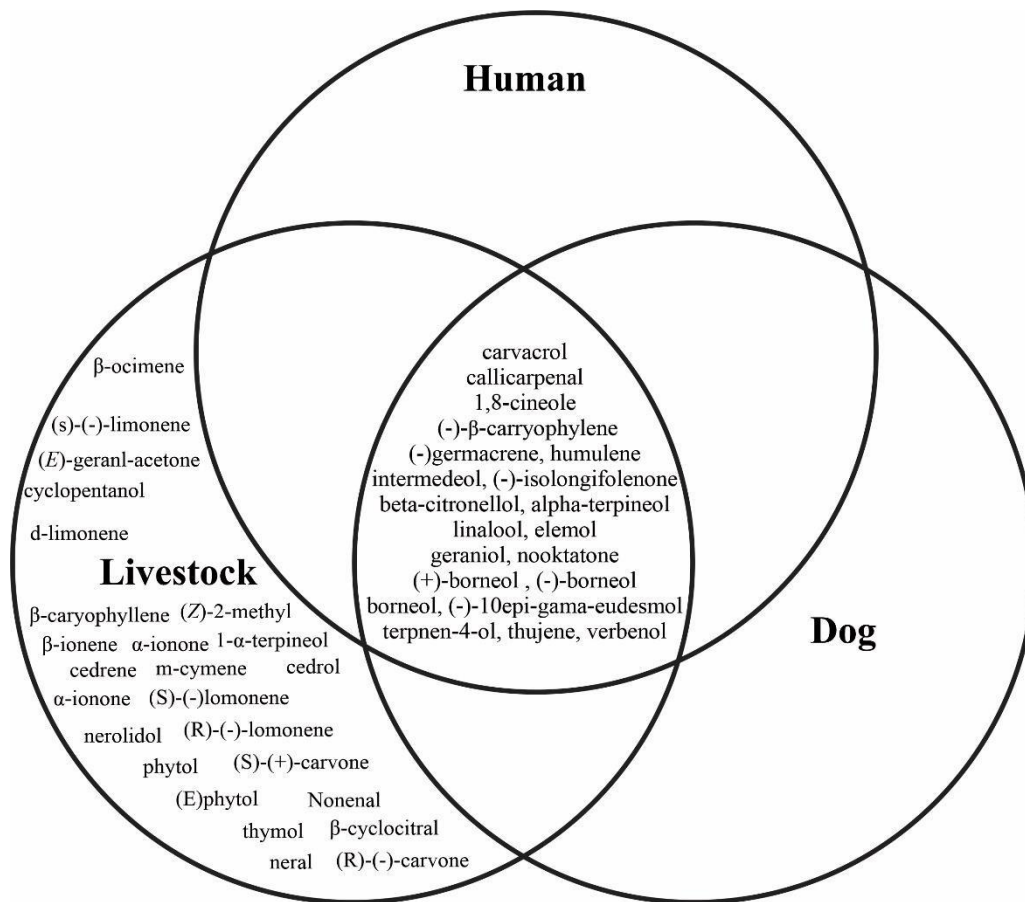 Human
carvacrol
callicarpenal
1,8-cineole
(-)-β-carryophylene
(-)germacrene, humulene
intermedeol, (-)-isolongifolenone
beta-citronellol, alpha-terpineol
linalool, elemol
geraniol, nooktatone
(+)-borneol , (-)-borneol
borneol, (-)-10epi-gama-eudesmol
terpnen-4-ol, thujene, verbenol
β-ocimene
(s)-(-)-limonene
(E)-geranl-acetone
cyclopentanol
d-limonene
Livestock
β-caryophyllene (Z)-2-methyl
β-ionene α-ionone 1-α-terpineol
cedrene m-cymene cedrol
α-ionone (S)-(-)lomonene
nerolidol (R)-(-)-lomonene
phytol (S)-(+)-carvone
(E)phytol Nonenal
thymol β-cyclocitral
neral (R)-(-)-carvone
Dog